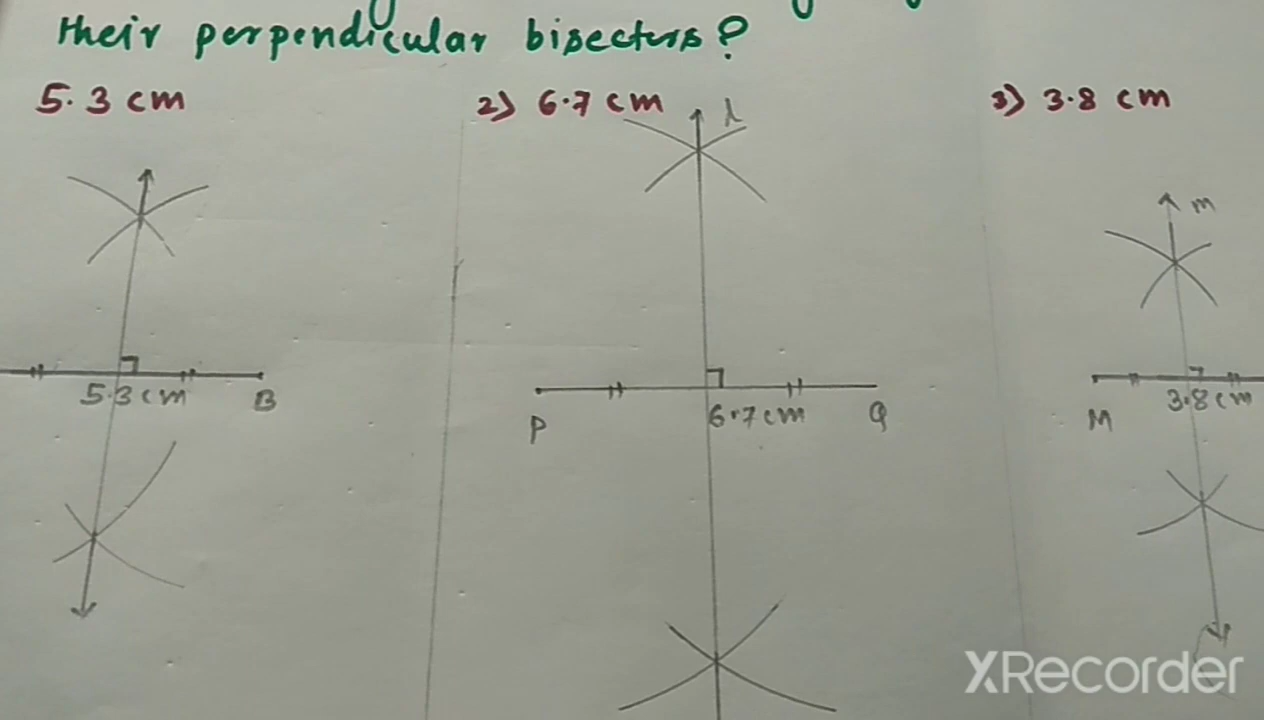 their perpendicular bisectors?
5.3 cm
2) 6.7 cm
l
3) 3.8 cm
m
5.3 cm
B
P
6.7 cm
Q
M
3.8 cm
XRecorder